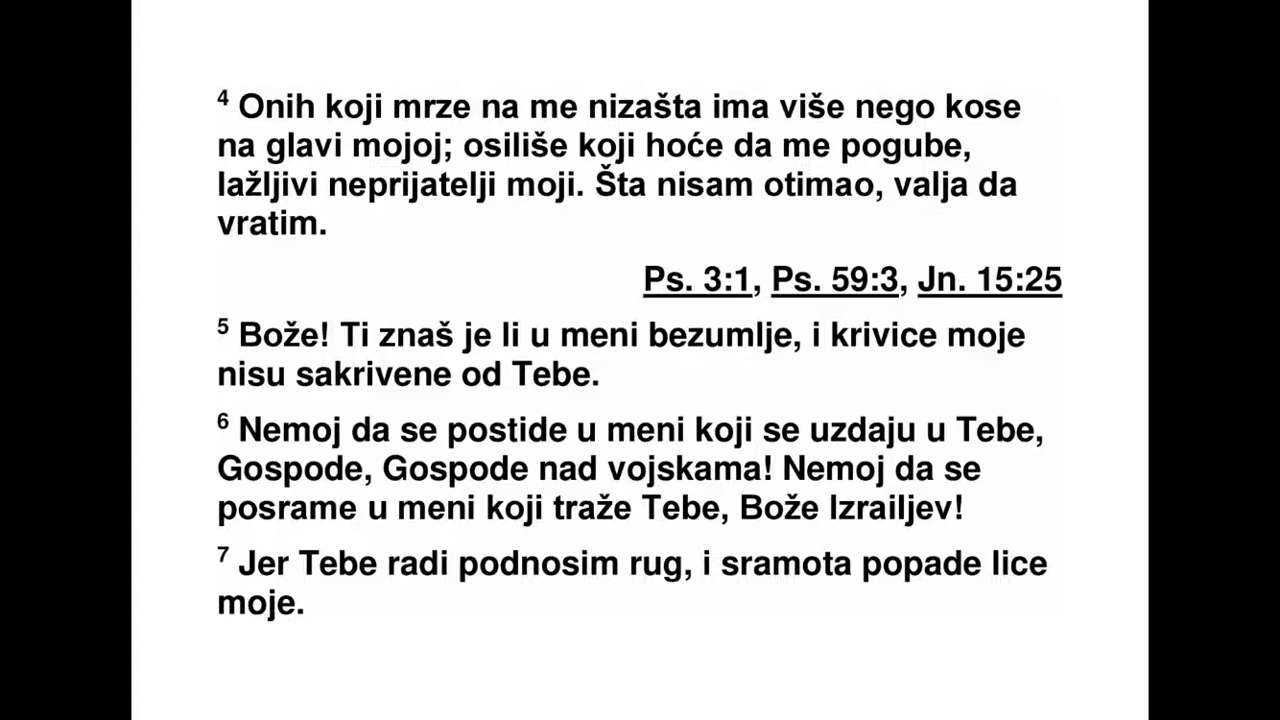 4 Onih koji mrze na me nizašta ima više nego kose
na glavi mojoj; osiliše koji hoće da me pogube,
lažljivi neprijatelji moji. Šta nisam otimao, valja da
vratim.
Ps. 3:1, Ps. 59:3, Jn. 15:25
5 Bože! Ti znaš je li u meni bezumlje, i krivice moje
nisu sakrivene od Tebe.
6 Nemoj da se postide u meni koji se uzdaju u Tebe,
Gospode, Gospode nad vojskama! Nemoj da se
posrame u meni koji traže Tebe, Bože Izrailjev!
7 Jer Tebe radi podnosim rug, i sramota popade lice
moje.